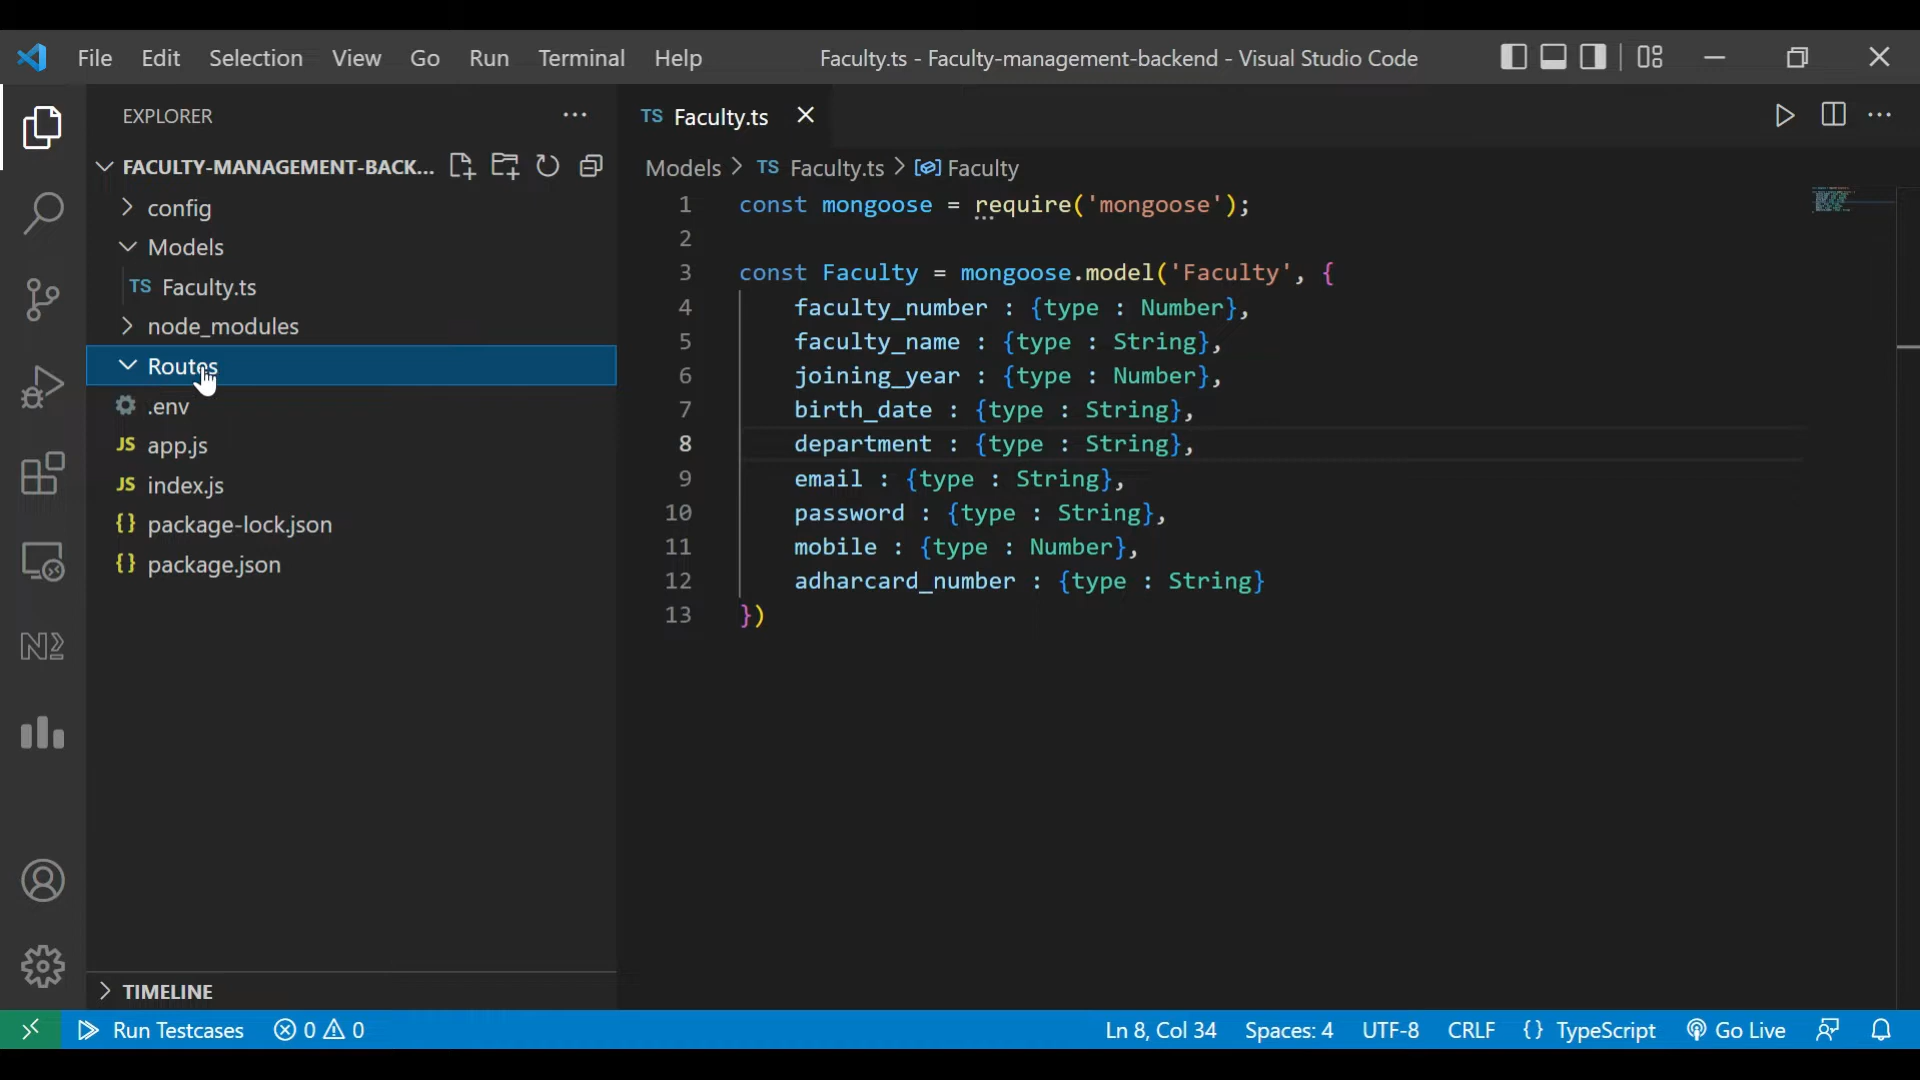 File Edit Selection View Go Run Terminal Help
Faculty.ts - Faculty-management-backend - Visual Studio Code
EXPLORER
FACULTY-MANAGEMENT-BACK...
config
Models
TS Faculty.ts
node_modules
Routes
.env
JS app.js
JS index.js
{} package-lock.json
{} package.json
TIMELINE
TS Faculty.ts
Models > TS Faculty.ts > Faculty
1 const mongoose = require('mongoose');
2
3 const Faculty = mongoose.model('Faculty', {
4 faculty_number : {type : Number},
5 faculty_name : {type : String},
6 joining_year : {type : Number},
7 birth_date : {type : String},
8 department : {type : String},
9 email : {type : String},
10 password : {type : String},
11 mobile : {type : Number},
12 adharcard_number : {type : String}
13 })
Run Testcases 0 0 Ln 8, Col 34 Spaces: 4 UTF-8 CRLF {} TypeScript Go Live